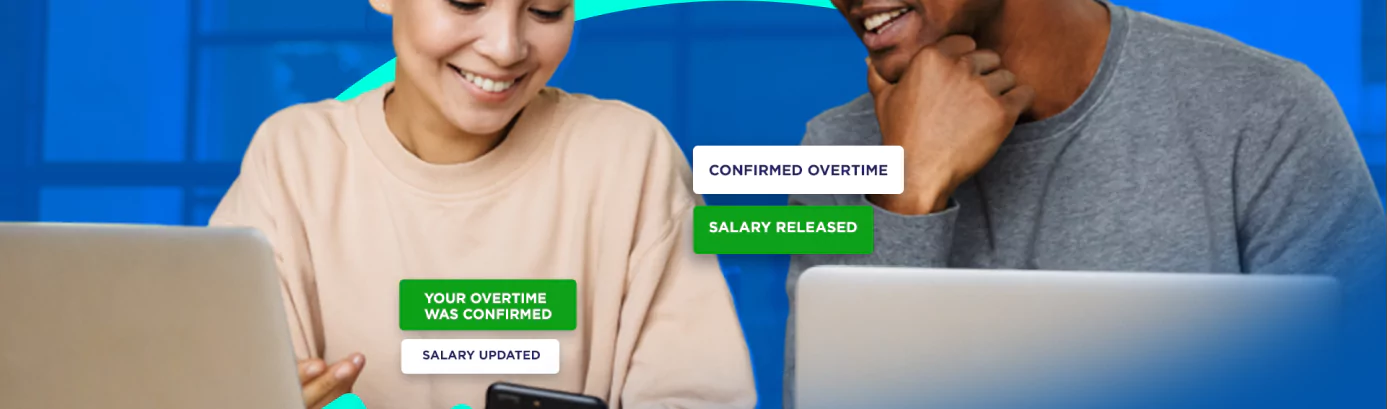 CONFIRMED OVERTIME
SALARY RELEASED
YOUR OVERTIME
WAS CONFIRMED
SALARY UPDATED